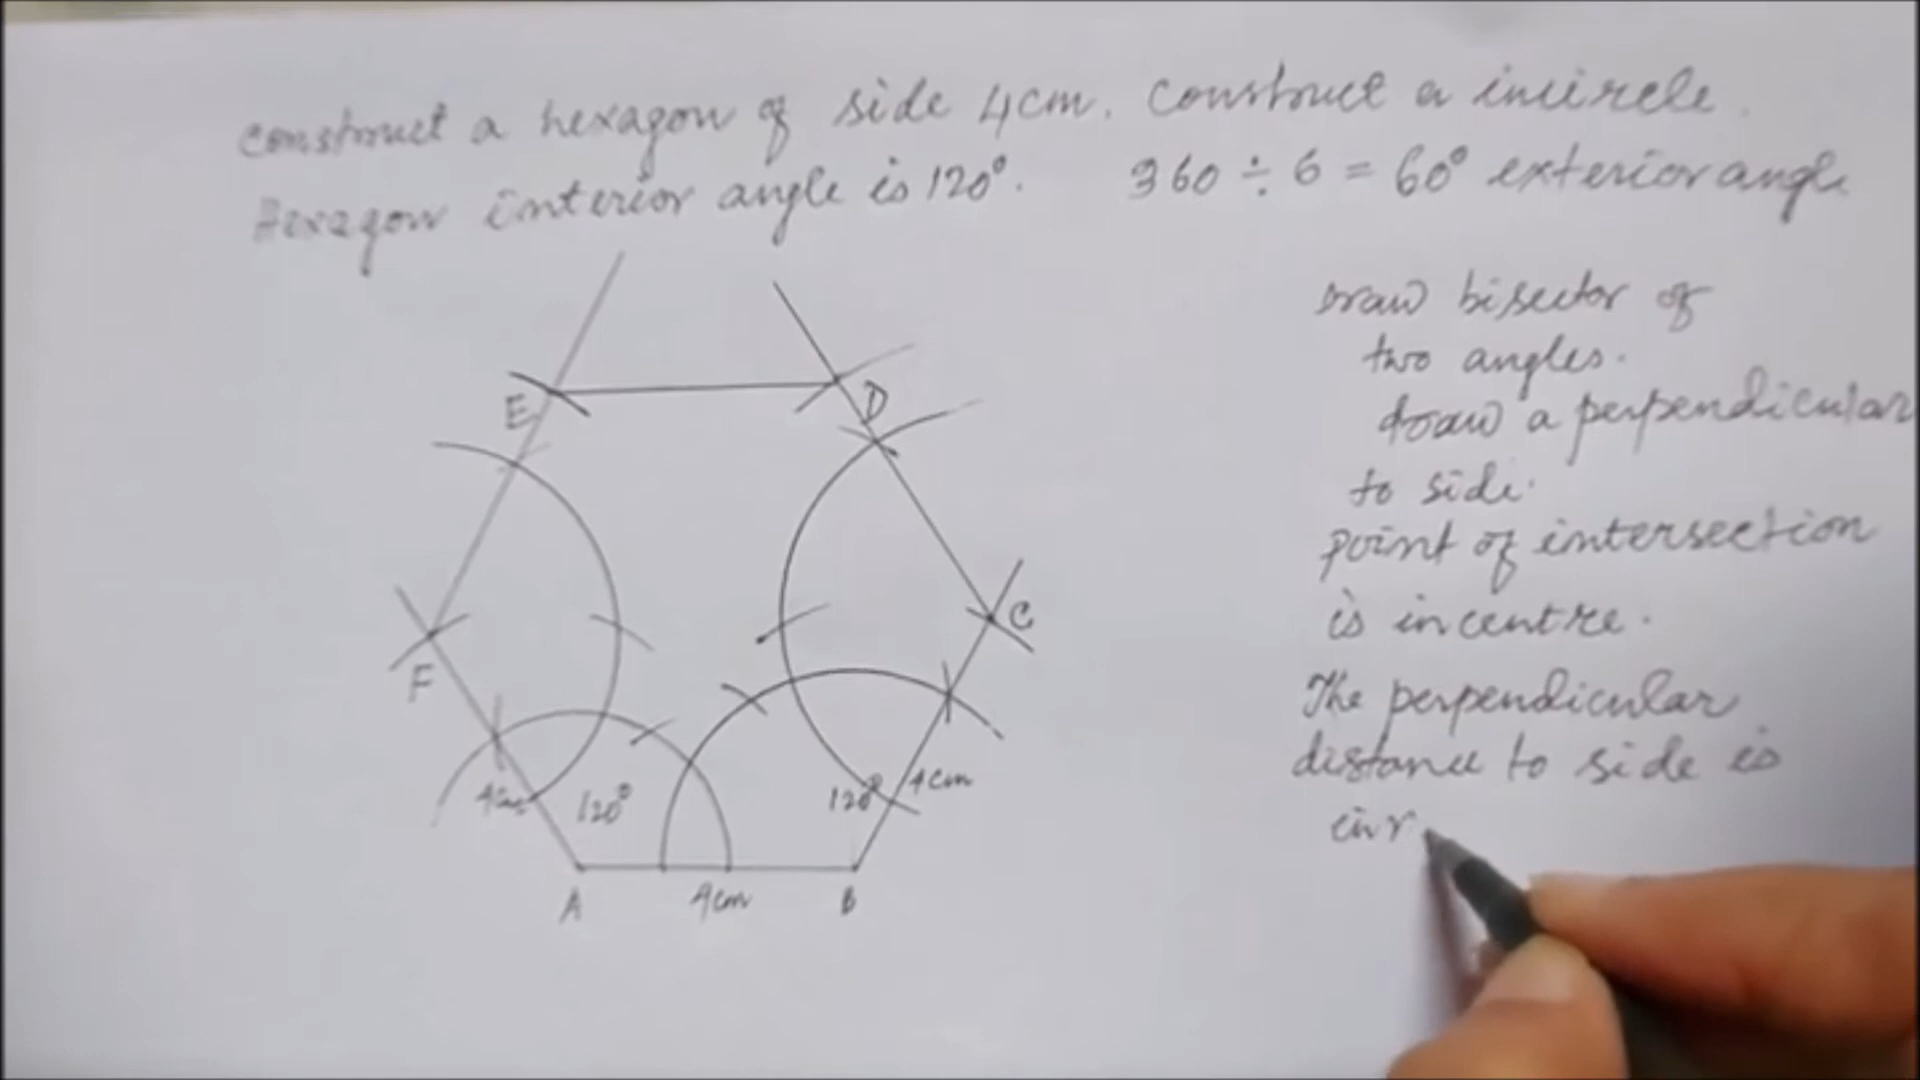 construct a hexagon of side 4cm. Construct a incircle.
Hexagon interior angle is 120°. 360 ÷ 6 = 60° exterior angle
Draw bisector of
two angles.
draw a perpendicular
to side.
point of intersection
is incentre.
The perpendicular
distance to side is
inr
E
D
C
F
4cm
120°
120°
4cm
A
4cm
B